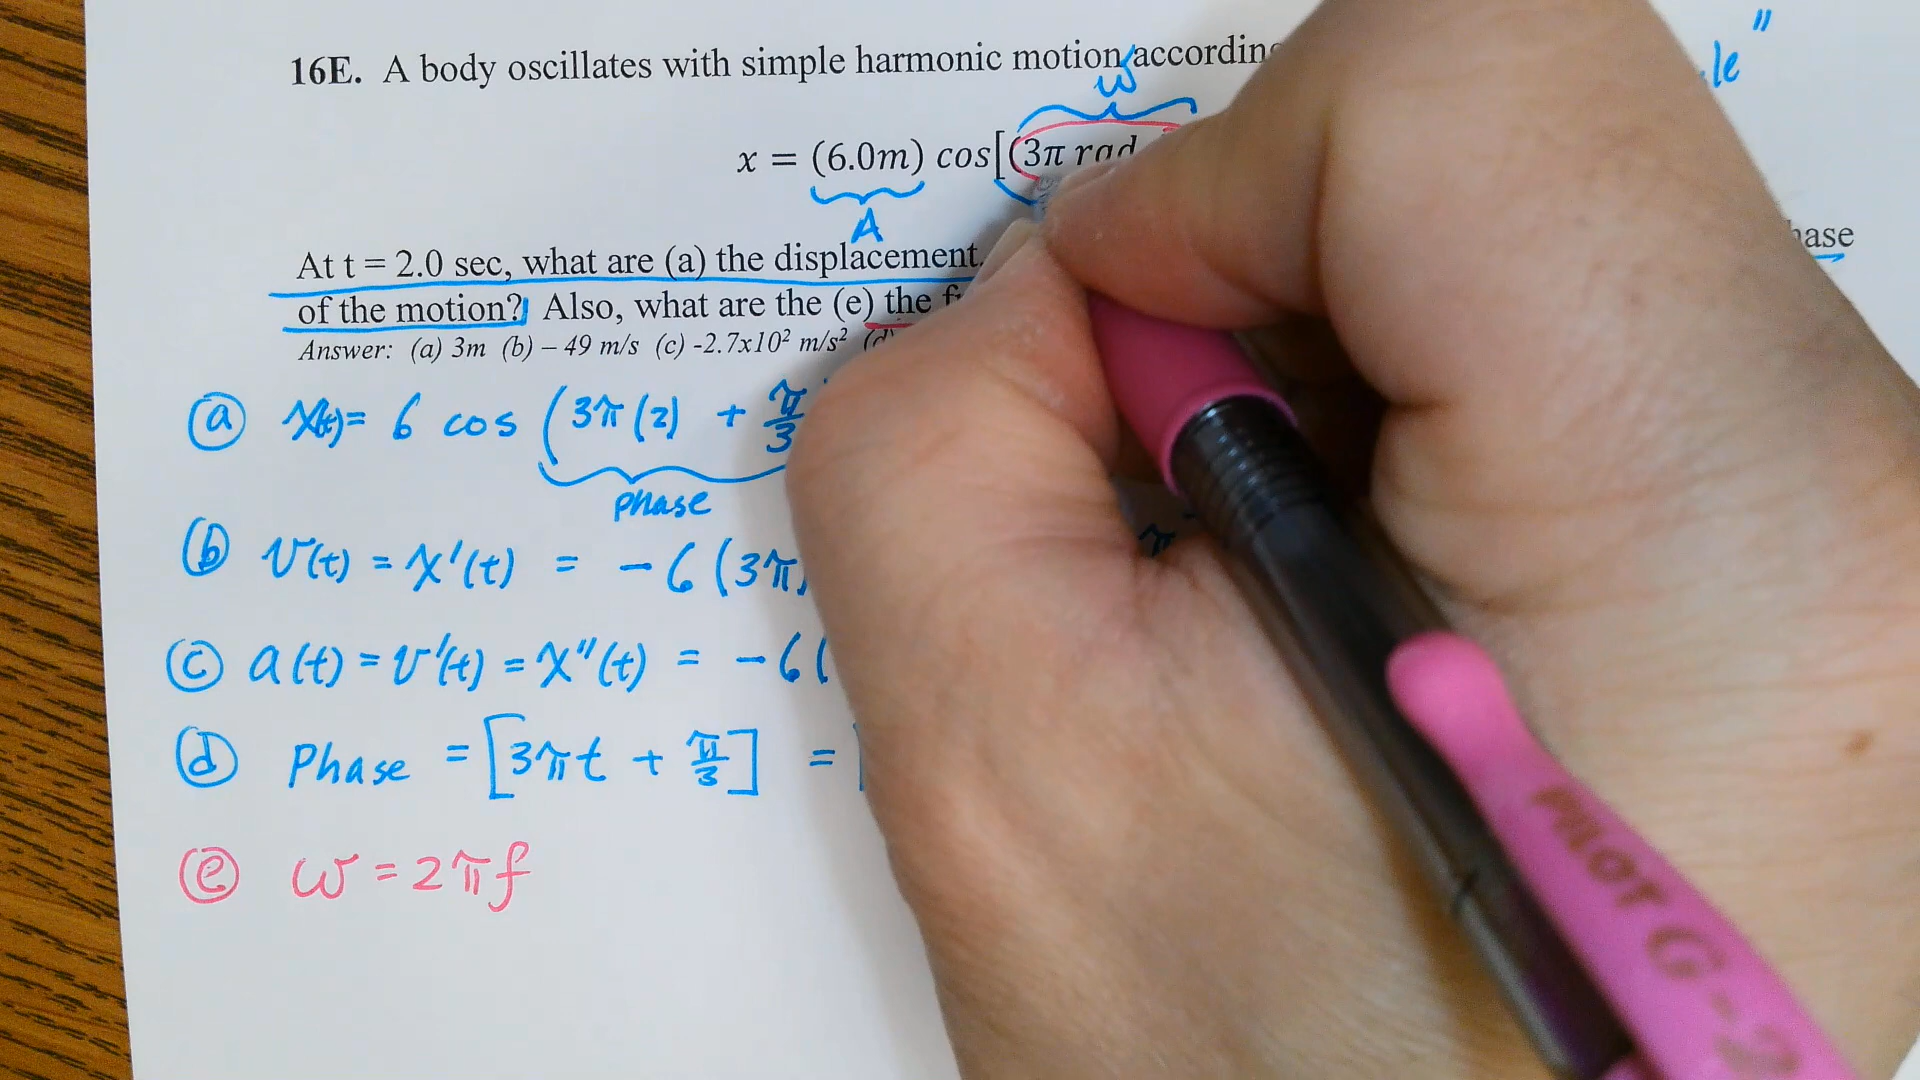 16E. A body oscillates with simple harmonic motion accordin
le"
ω
x = (6.0m) cos[(3π rad
A
At t = 2.0 sec, what are (a) the displacement,
of the motion? Also, what are the (e) the f
Answer: (a) 3m (b) – 49 m/s (c) -2.7x10² m/s² (d)
ⓐ x(t)= 6 cos (3π(2) + π/3
phase
ⓑ v(t) = x'(t) = -6(3π)
ⓒ a(t) = v'(t) = x''(t) = -6(
ⓓ Phase = [3πt + π/3] = [
ⓔ ω = 2πf
PILOT G-2